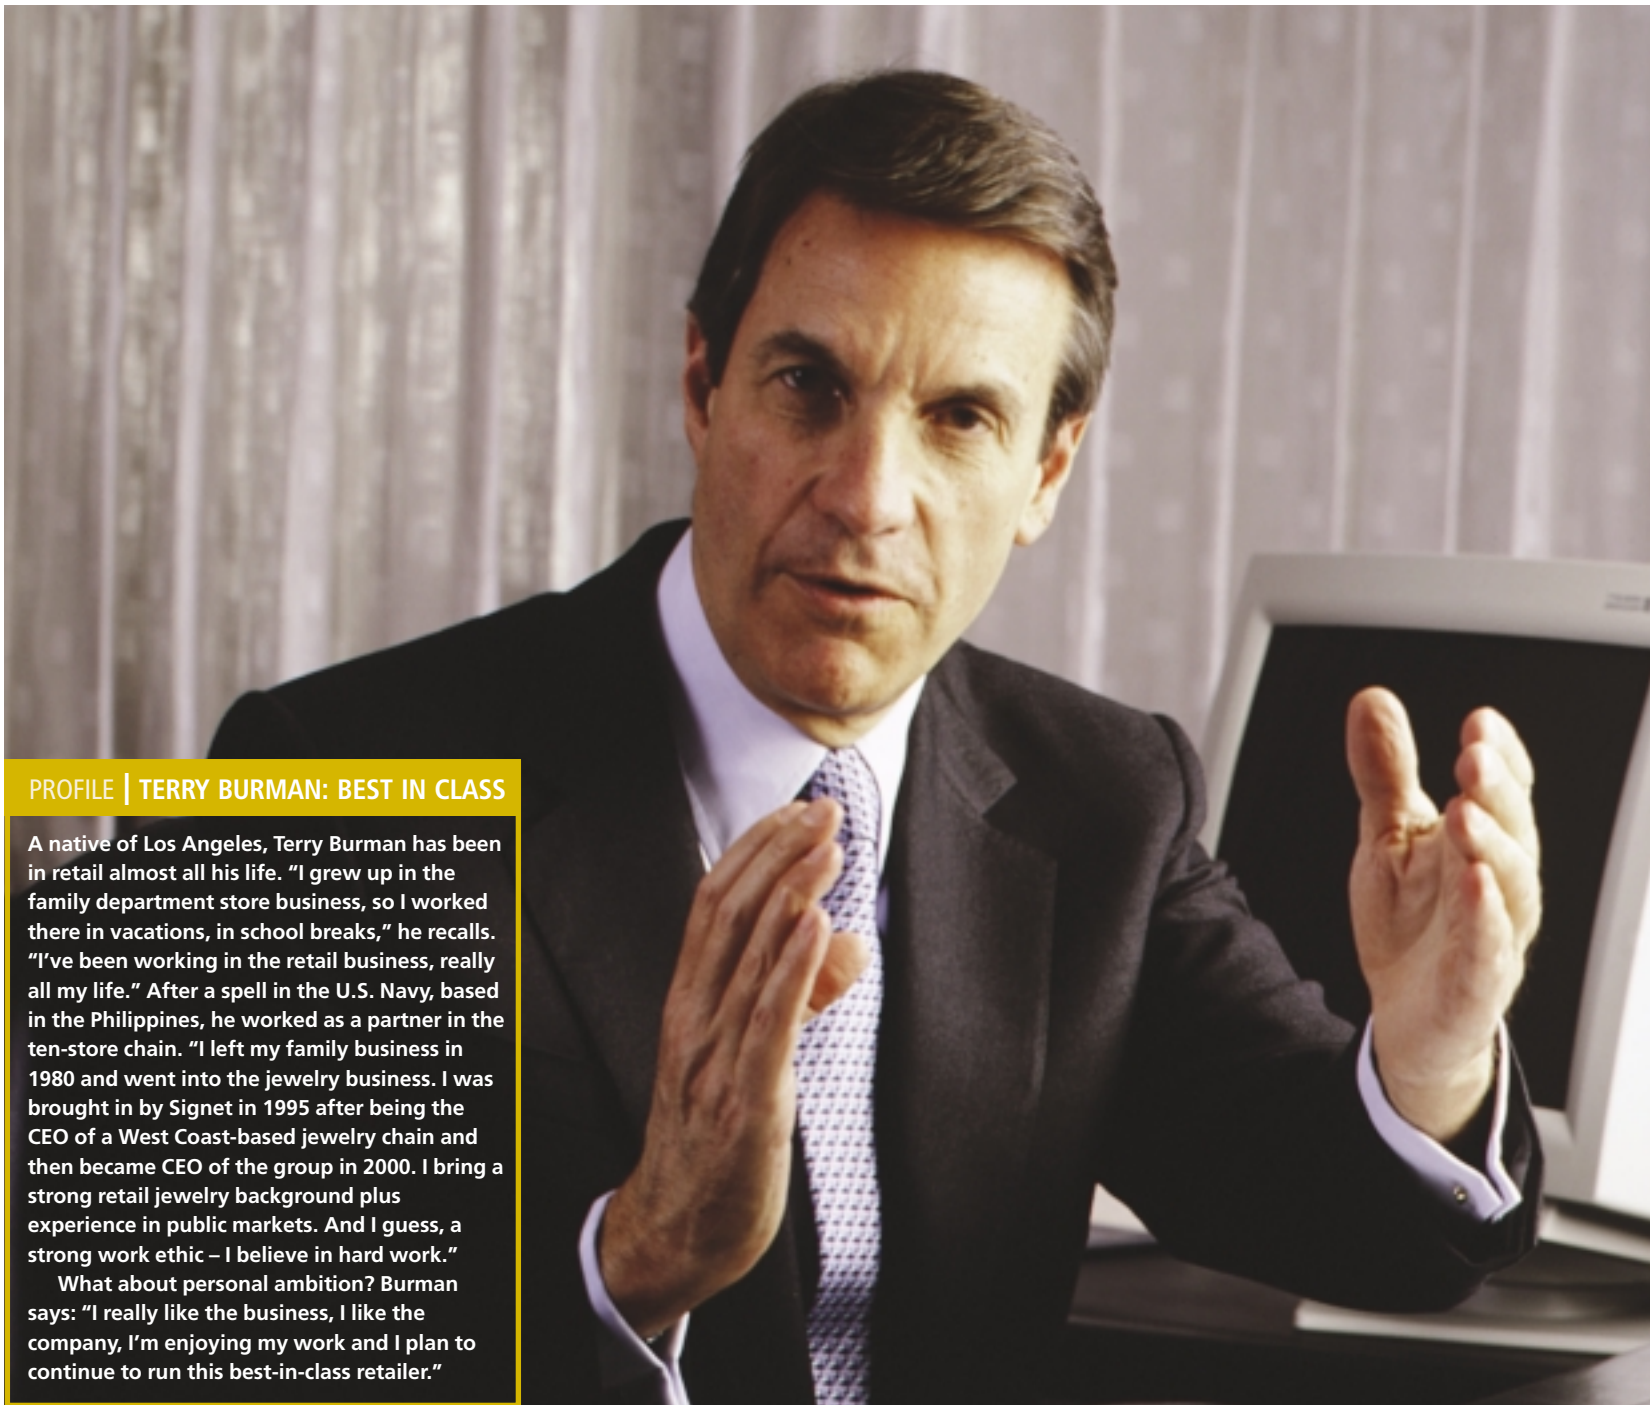 PROFILE | TERRY BURMAN: BEST IN CLASS
A native of Los Angeles, Terry Burman has been
in retail almost all his life. “I grew up in the
family department store business, so I worked
there in vacations, in school breaks,” he recalls.
“I’ve been working in the retail business, really
all my life.” After a spell in the U.S. Navy, based
in the Philippines, he worked as a partner in the
ten-store chain. “I left my family business in
1980 and went into the jewelry business. I was
brought in by Signet in 1995 after being the
CEO of a West Coast-based jewelry chain and
then became CEO of the group in 2000. I bring a
strong retail jewelry background plus
experience in public markets. And I guess, a
strong work ethic – I believe in hard work.”
What about personal ambition? Burman
says: “I really like the business, I like the
company, I’m enjoying my work and I plan to
continue to run this best-in-class retailer.”